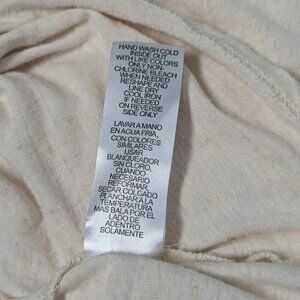 HAND WASH COLD
INSIDE OUT
WITH LIKE COLORS
ONLY NON-
CHLORINE BLEACH
WHEN NEEDED
RESHAPE AND
LINE DRY
COOL IRON
IF NEEDED
ON REVERSE
SIDE ONLY
LAVAR A MANO
EN AGUA FRIA,
CON COLORES
SIMILARES
USAR
BLANQUEADOR
SIN CLORO,
CUANDO
NECESARIO
REFORMAR,
SECAR COLGADO
PLANCHAR A LA
TEMPERATURA
MAS BALA POR EL
LADO DE
ADENTRO
SOLAMENTE